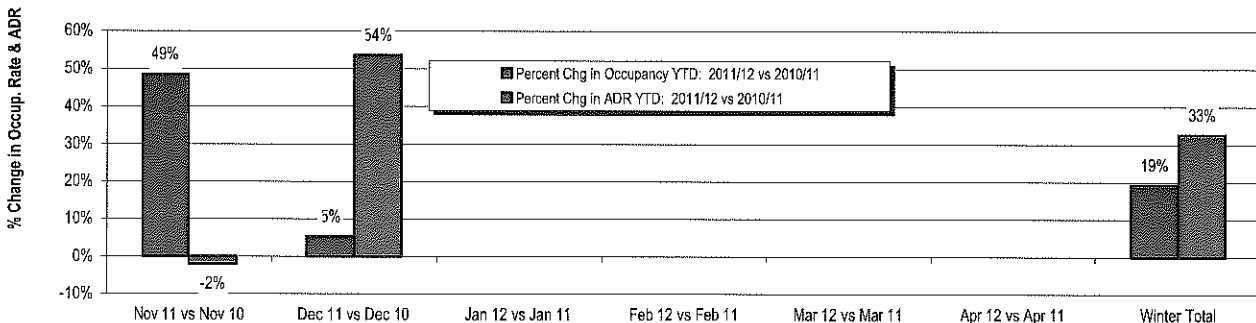 % Change in Occup. Rate & ADR
60%
50%
40%
30%
20%
10%
0%
-10%
49%
-2%
5%
54%
19%
33%
Percent Chg in Occupancy YTD: 2011/12 vs 2010/11
Percent Chg in ADR YTD: 2011/12 vs 2010/11
Nov 11 vs Nov 10
Dec 11 vs Dec 10
Jan 12 vs Jan 11
Feb 12 vs Feb 11
Mar 12 vs Mar 11
Apr 12 vs Apr 11
Winter Total